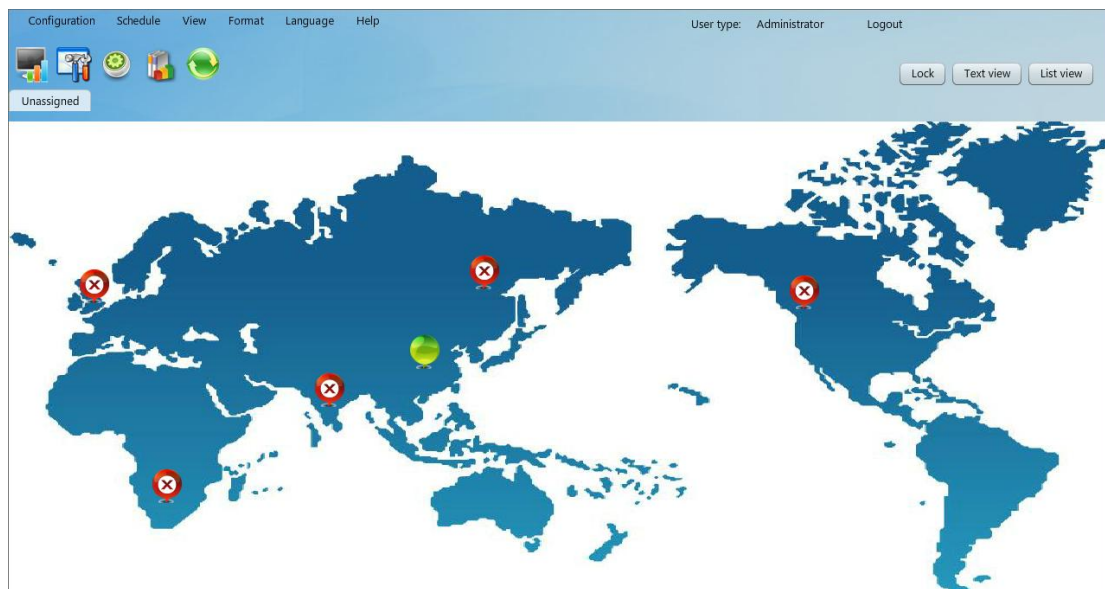 Configuration Schedule View Format Language Help
User type: Administrator Logout
Lock Text view List view
Unassigned